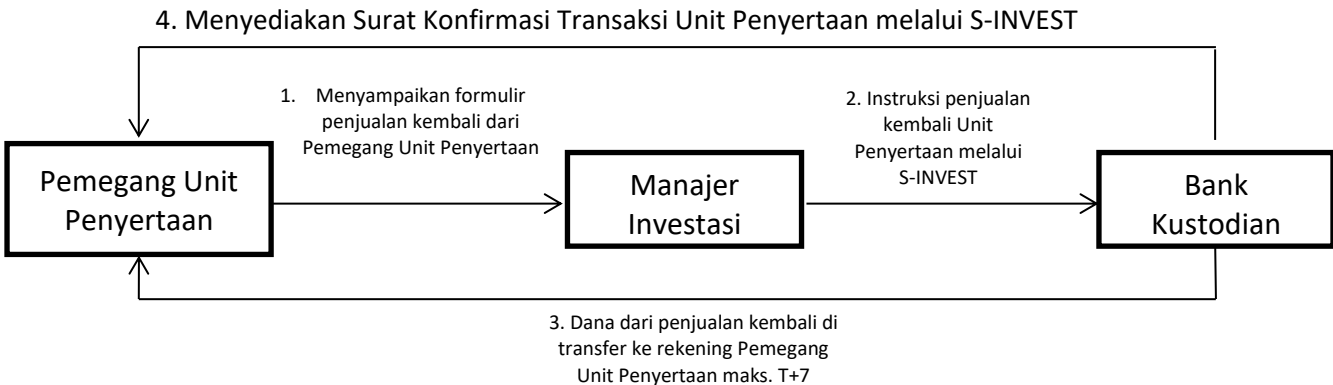 4. Menyediakan Surat Konfirmasi Transaksi Unit Penyertaan melalui S-INVEST
1. Menyampaikan formulir
penjualan kembali dari
Pemegang Unit Penyertaan
2. Instruksi penjualan
kembali Unit
Penyertaan melalui
S-INVEST
Pemegang Unit
Penyertaan
Manajer
Investasi
Bank
Kustodian
3. Dana dari penjualan kembali di
transfer ke rekening Pemegang
Unit Penyertaan maks. T+7